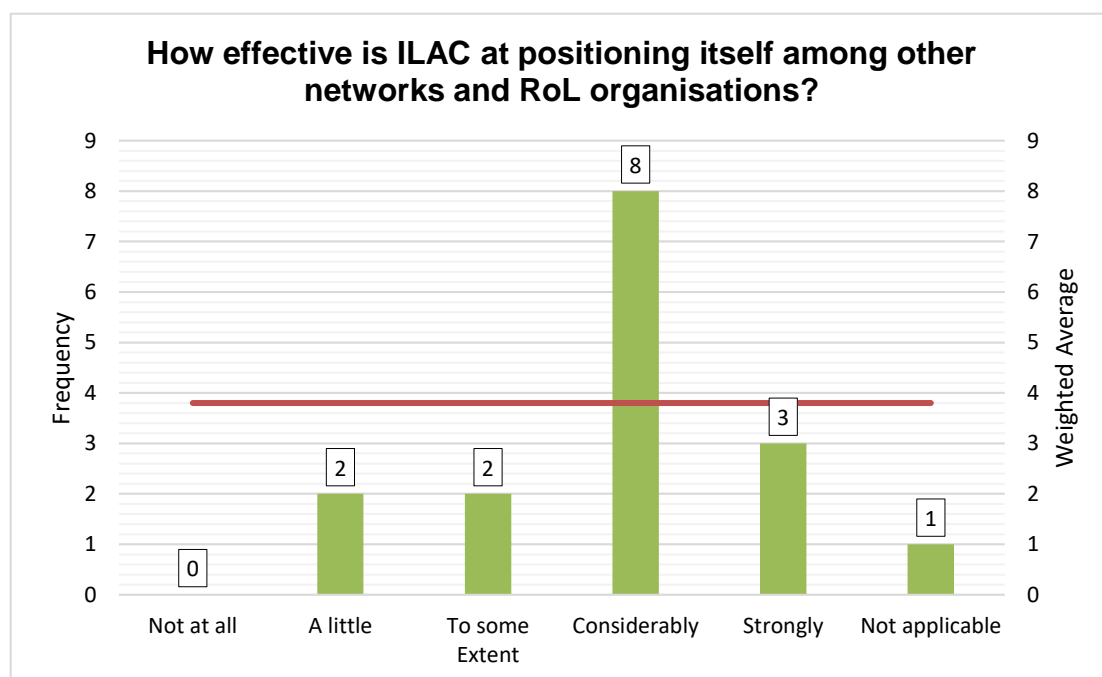 How effective is ILAC at positioning itself among other
networks and RoL organisations?
9
8
7
6
5
4
3
2
1
0
Frequency
9
8
7
6
5
4
3
2
1
0
Weighted Average
0
2
2
8
3
1
Not at all
A little
To some
Extent
Considerably
Strongly
Not applicable